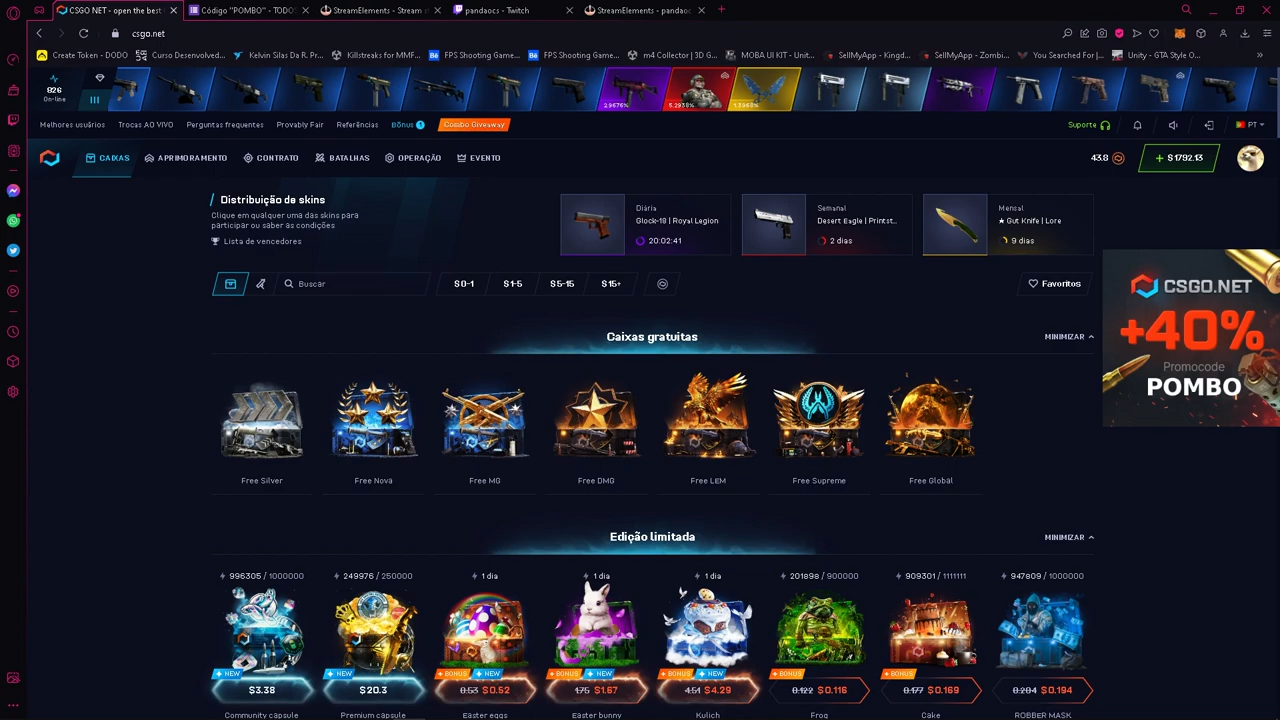 CSGO.NET - open the best
Código "POMBO" - TODOS
StreamElements - Stream
pandaocs - Twitch
StreamElements - pandaoc
csgo.net
Create Token - DODO
Curso Desenvolved...
Kelvin Silas Da R. Pr...
Killstreaks for MMF...
FPS Shooting Game...
FPS Shooting Game...
m4 Collector | 3D G...
MOBA UI KIT - Unit...
SellMyApp - Kingd...
SellMyApp - Zombi...
You Searched For |...
Unity - GTA Style O...
826
On-line
2.9676%
5.2938%
Melhores usuários
Trocas AO VIVO
Perguntas frequentes
Provably Fair
Referências
Bônus
Combo Giveaway
Suporte
PT
CAIXAS
APRIMORAMENTO
CONTRATO
BATALHAS
OPERAÇÃO
EVENTO
43.8
+ $ 1792.13
Distribuição de skins
Clique em qualquer uma das skins para
participar ou saber as condições
Lista de vencedores
Diária
Glock-18 | Royal Legion
20:02:41
Semanal
Desert Eagle | Printst...
2 dias
Mensal
★ Gut Knife | Lore
9 dias
Buscar
$ 0-1
$ 1-5
$ 5-15
$ 15+
Favoritos
CSGO.NET
+40%
Promocode
POMBO
Caixas gratuitas
MINIMIZAR
Free Silver
Free Nova
Free MG
Free DMG
Free LEM
Free Supreme
Free Global
Edição limitada
MINIMIZAR
996305 / 1000000
249976 / 250000
1 dia
1 dia
1 dia
201898 / 900000
909301 / 1111111
947809 / 1000000
+ NEW
+ NEW
+ BONUS
+ NEW
+ BONUS
+ NEW
+ BONUS
+ NEW
+ BONUS
+ BONUS
$3.38
$20.3
0.53 $0.52
1.75 $1.67
4.51 $4.29
0.122 $0.116
0.177 $0.169
0.204 $0.194
Community capsule
Premium capsule
Easter eggs
Easter bunny
Kulich
Frog
Cake
ROBBER MASK